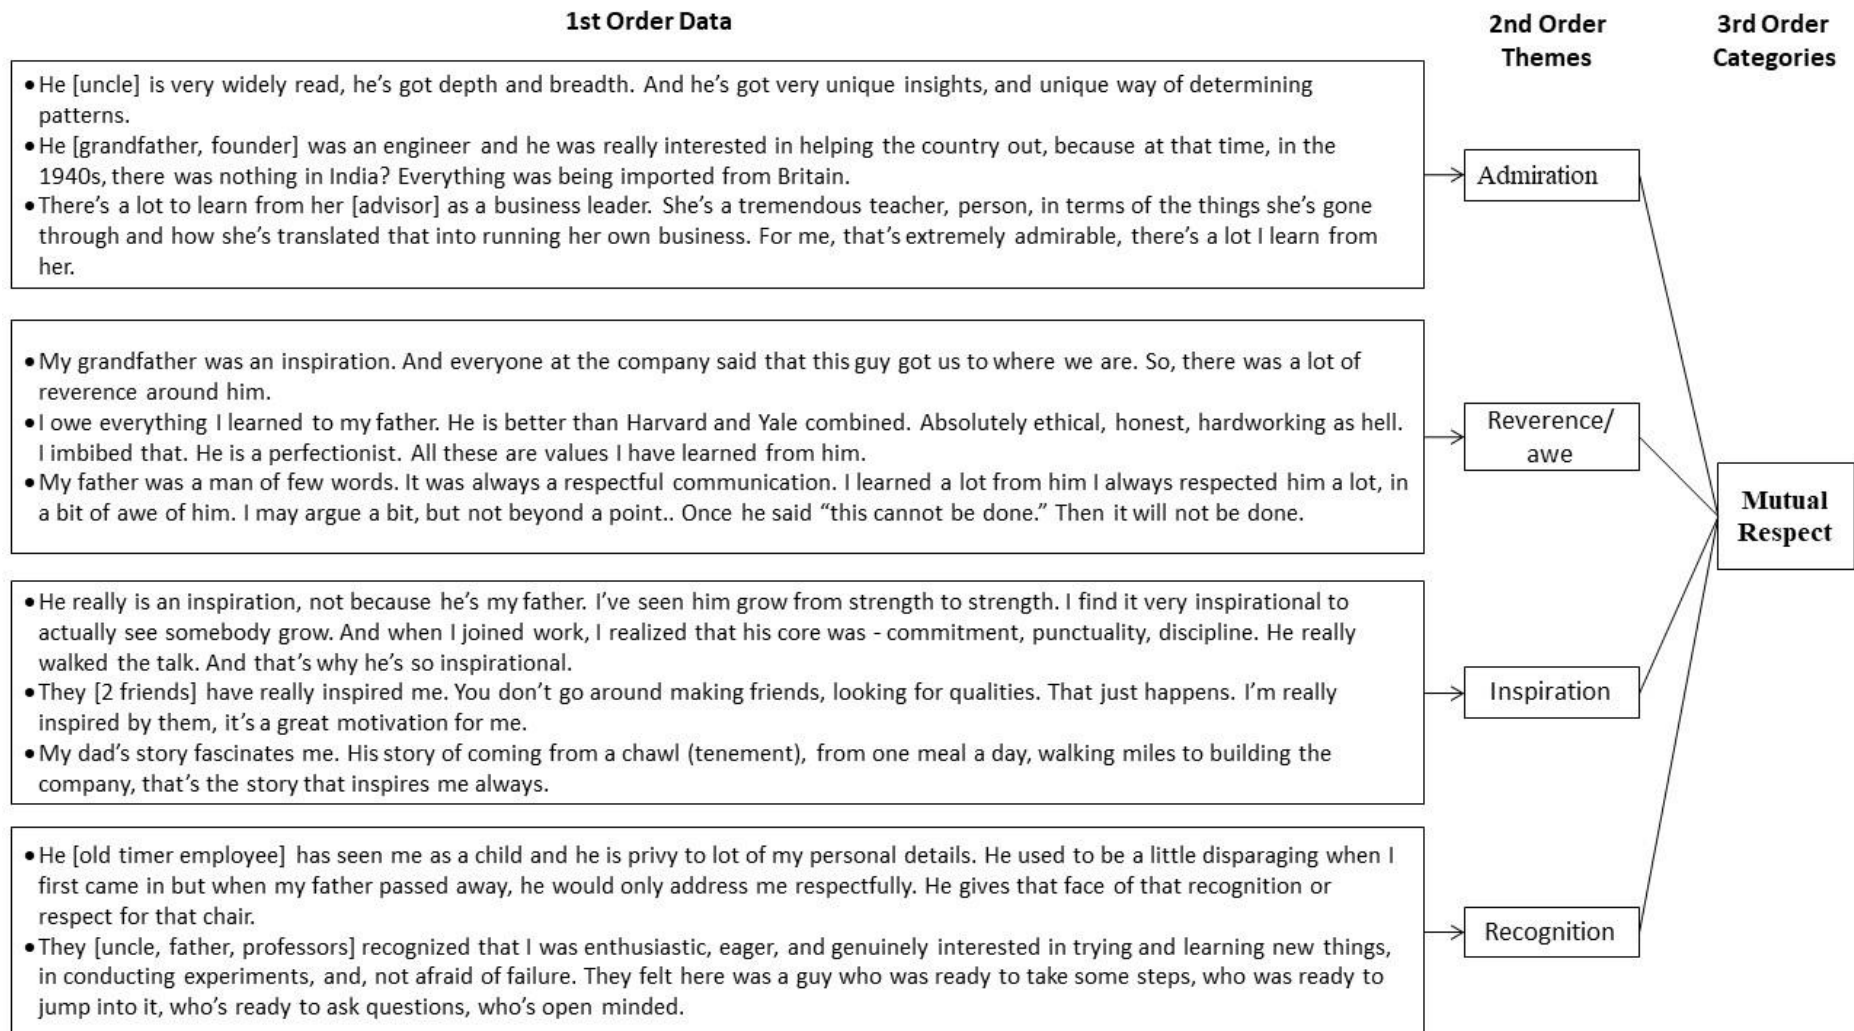 1st Order Data
2nd Order
Themes
3rd Order
Categories
• He [uncle] is very widely read, he’s got depth and breadth. And he’s got very unique insights, and unique way of determining
patterns.
• He [grandfather, founder] was an engineer and he was really interested in helping the country out, because at that time, in the
1940s, there was nothing in India? Everything was being imported from Britain.
• There’s a lot to learn from her [advisor] as a business leader. She’s a tremendous teacher, person, in terms of the things she’s gone
through and how she’s translated that into running her own business. For me, that’s extremely admirable, there’s a lot I learn from
her.
Admiration
• My grandfather was an inspiration. And everyone at the company said that this guy got us to where we are. So, there was a lot of
reverence around him.
• I owe everything I learned to my father. He is better than Harvard and Yale combined. Absolutely ethical, honest, hardworking as hell.
I imbibed that. He is a perfectionist. All these are values I have learned from him.
• My father was a man of few words. It was always a respectful communication. I learned a lot from him I always respected him a lot, in
a bit of awe of him. I may argue a bit, but not beyond a point.. Once he said “this cannot be done.” Then it will not be done.
Reverence/
awe
Mutual
Respect
• He really is an inspiration, not because he’s my father. I’ve seen him grow from strength to strength. I find it very inspirational to
actually see somebody grow. And when I joined work, I realized that his core was - commitment, punctuality, discipline. He really
walked the talk. And that’s why he’s so inspirational.
• They [2 friends] have really inspired me. You don’t go around making friends, looking for qualities. That just happens. I’m really
inspired by them, it’s a great motivation for me.
• My dad’s story fascinates me. His story of coming from a chawl (tenement), from one meal a day, walking miles to building the
company, that’s the story that inspires me always.
Inspiration
• He [old timer employee] has seen me as a child and he is privy to lot of my personal details. He used to be a little disparaging when I
first came in but when my father passed away, he would only address me respectfully. He gives that face of that recognition or
respect for that chair.
• They [uncle, father, professors] recognized that I was enthusiastic, eager, and genuinely interested in trying and learning new things,
in conducting experiments, and, not afraid of failure. They felt here was a guy who was ready to take some steps, who was ready to
jump into it, who’s ready to ask questions, who’s open minded.
Recognition